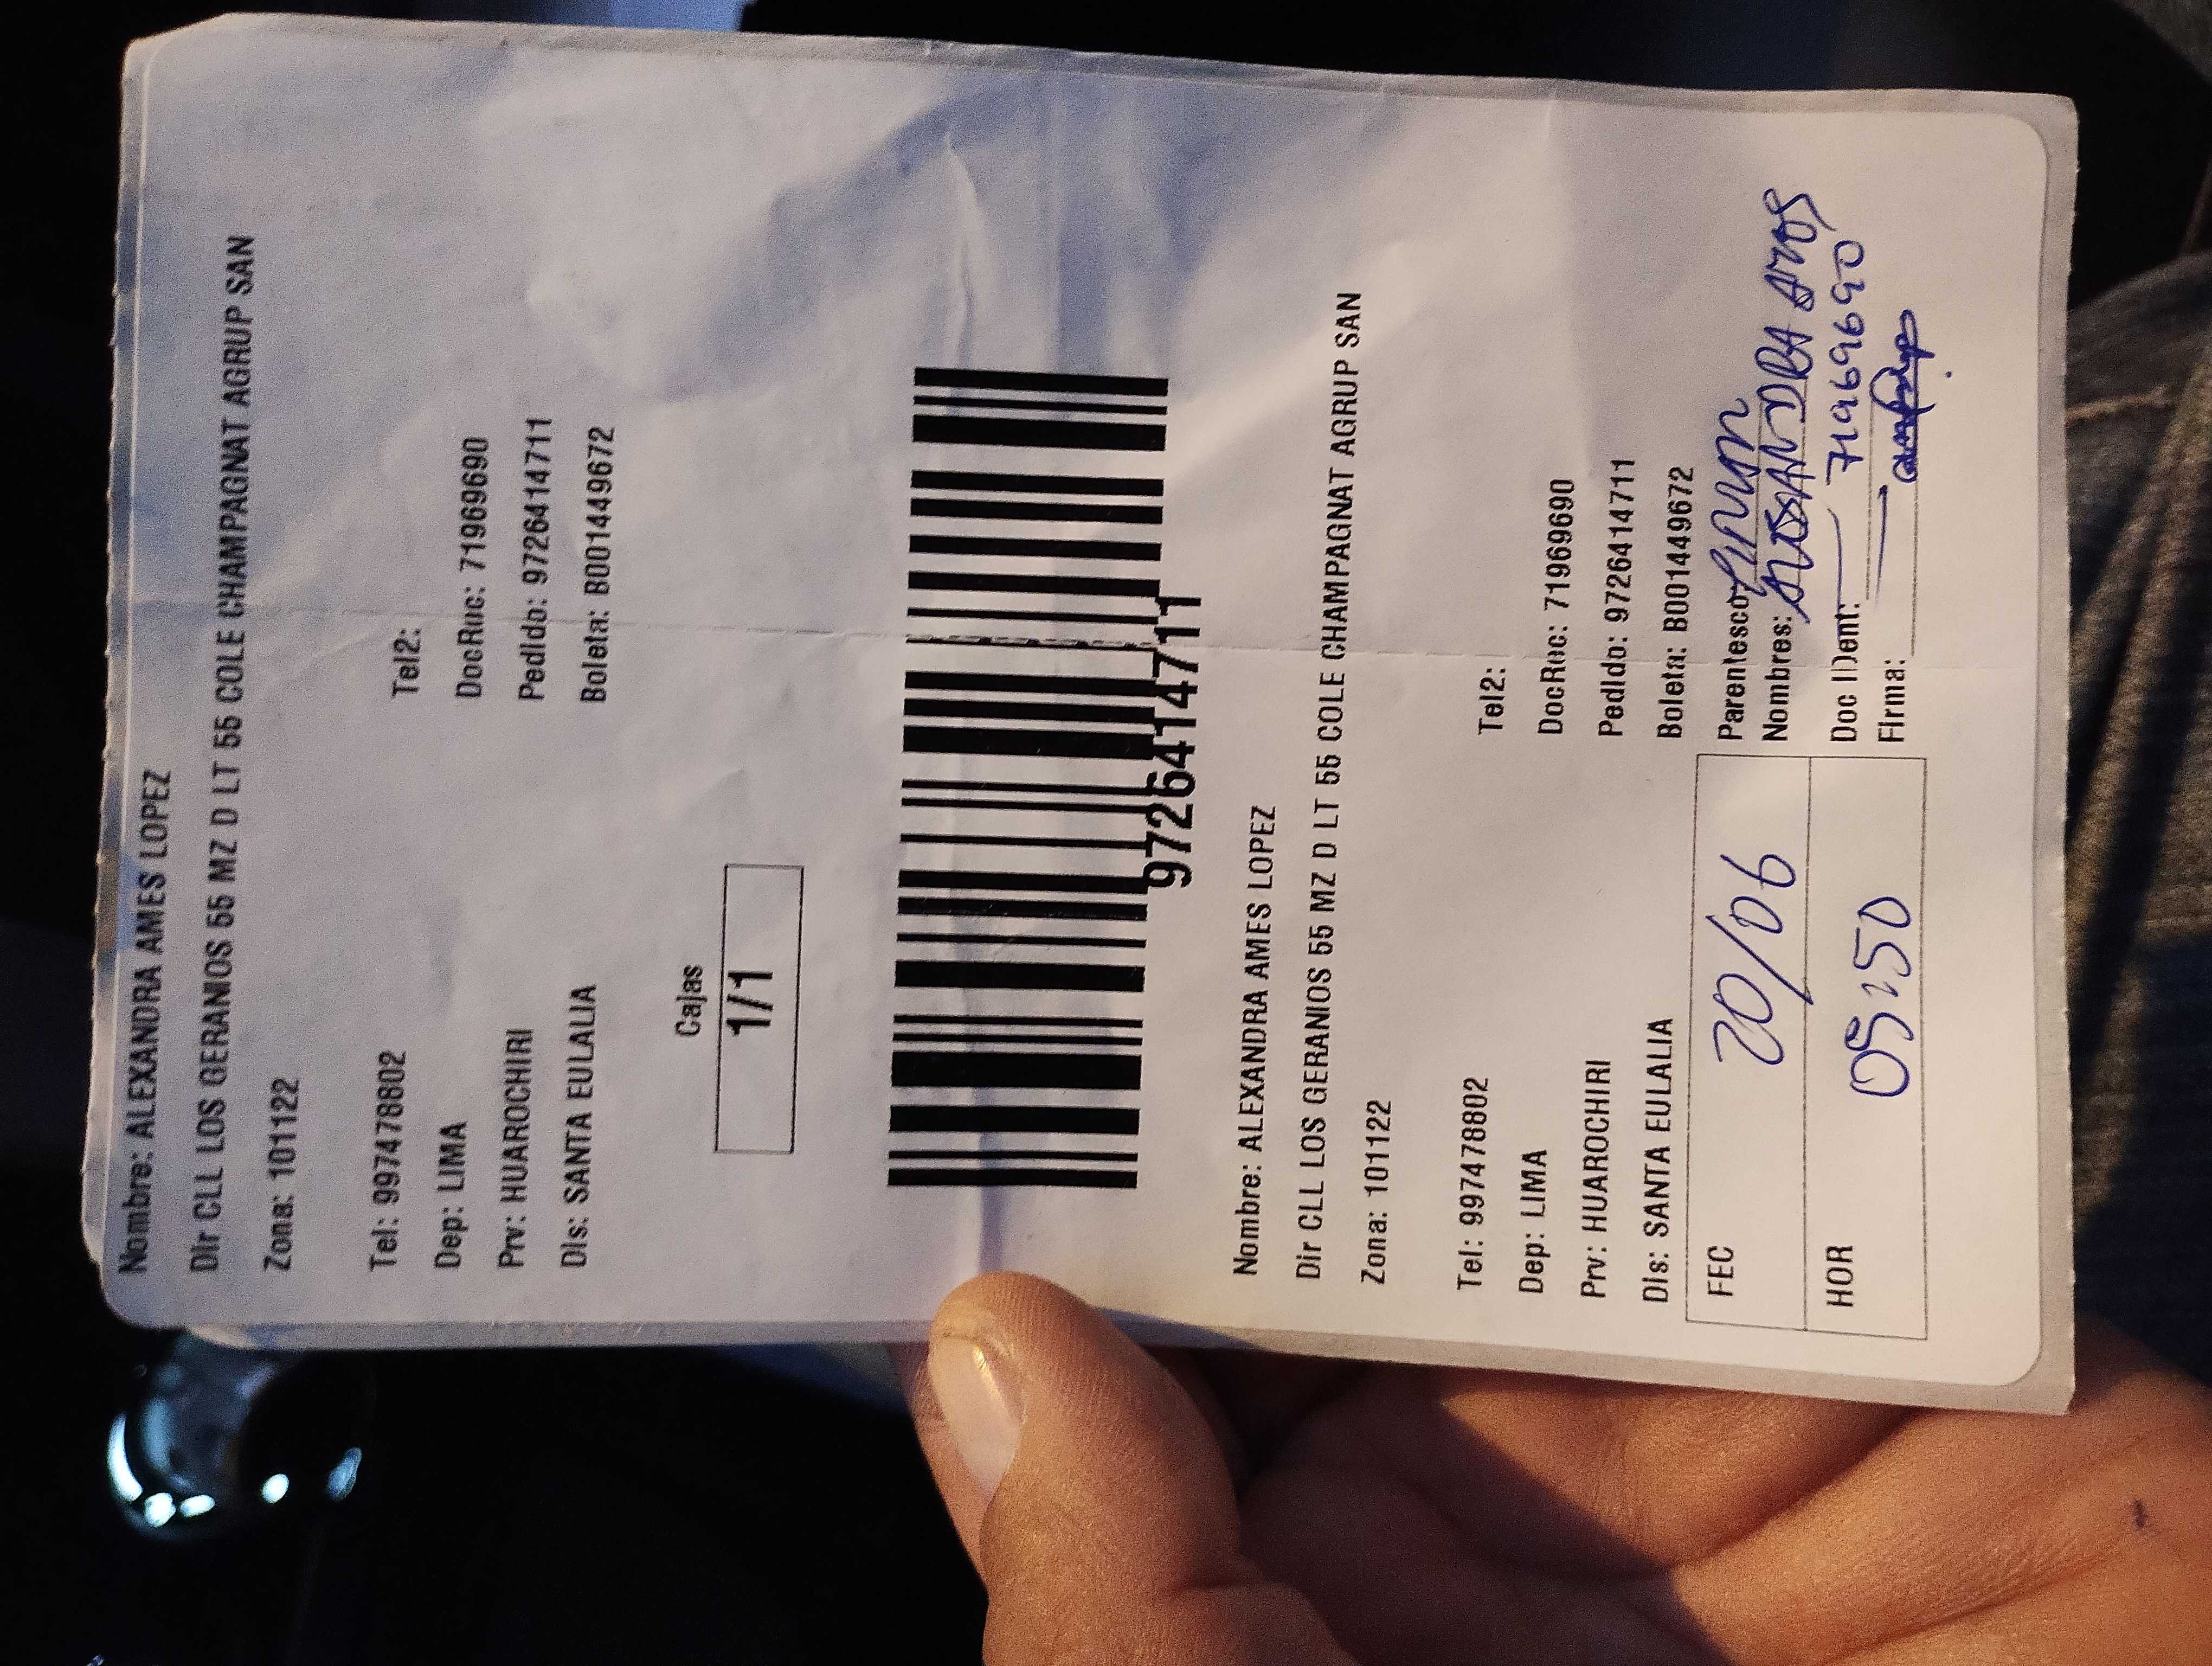 Nombre: ALEXANDRA AMES LOPEZ
Dir CLL LOS GERANIOS 55 MZ D LT 55 COLE CHAMPAGNAT AGRUP SAN
Zona: 101122
Tel: 997478802 Tel2:
Dep: LIMA DocRuc: 71969690
Prv: HUAROCHIRI Pedido: 97264147​11
Dis: SANTA EULALIA Boleta: B001449672
Cajas
1/1
9726414711
Nombre: ALEXANDRA AMES LOPEZ
Dir CLL LOS GERANIOS 55 MZ D LT 55 COLE CHAMPAGNAT AGRUP SAN
Zona: 101122
Tel: 997478802 Tel2:
Dep: LIMA DocRuc: 71969690
Prv: HUAROCHIRI Pedido: 9726414711
Dis: SANTA EULALIA Boleta: B001449672
FEC 20/06 Parentesco:
Nombres: ALEXANDRA AMES
HOR Doc IDent: 71969690
Firma: